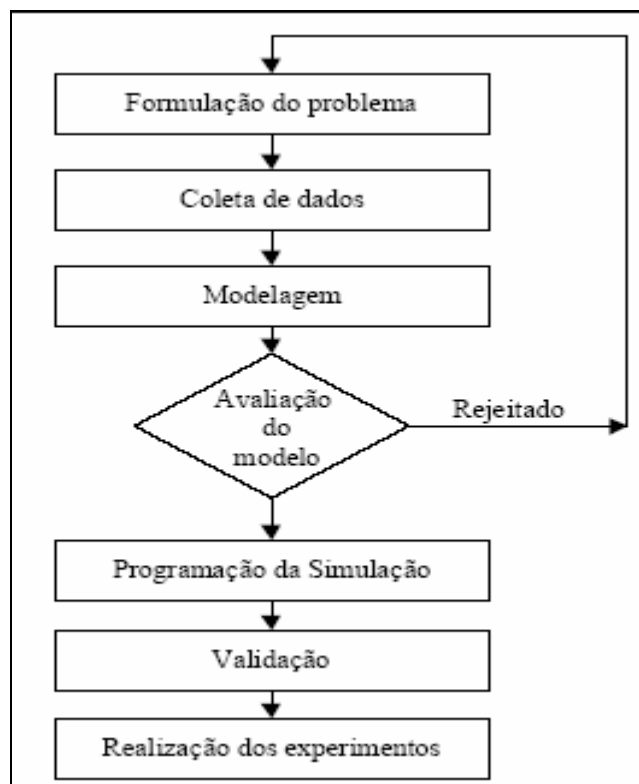 Formulação do problema
Coleta de dados
Modelagem
Avaliação
do
modelo
Rejeitado
Programação da Simulação
Validação
Realização dos experimentos